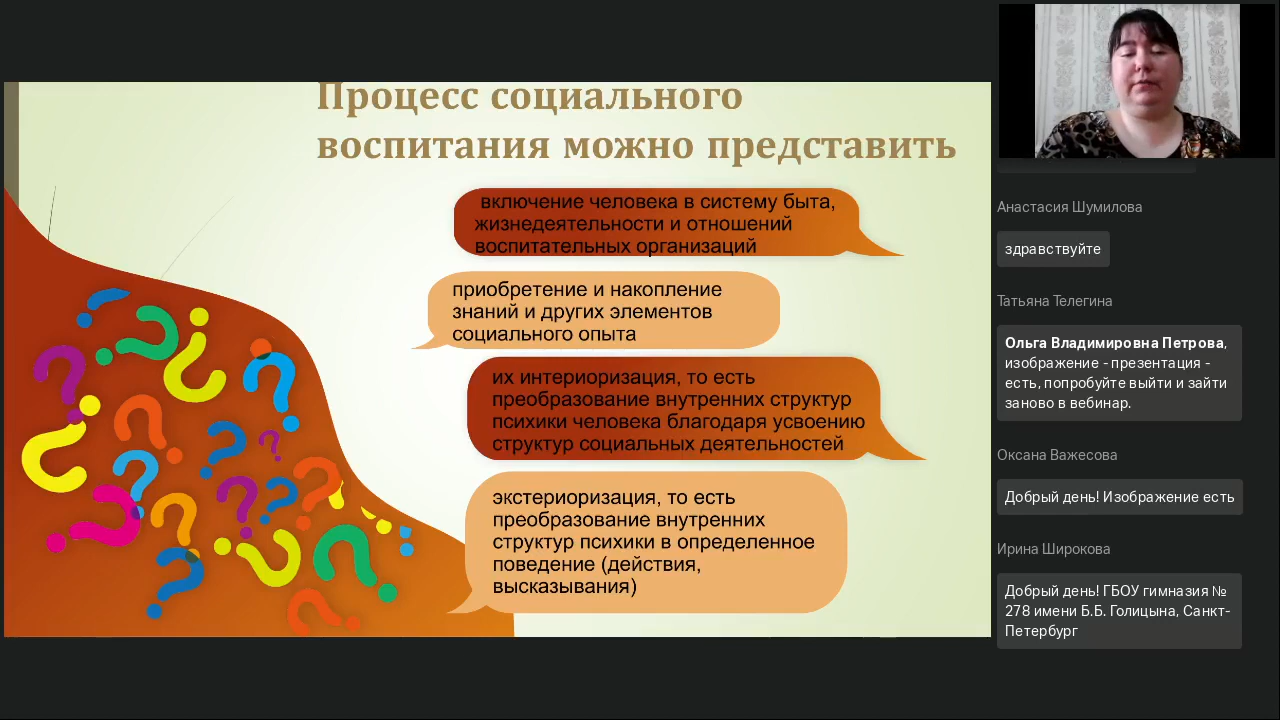 Процесс социального
воспитания можно представить
включение человека в систему быта,
жизнедеятельности и отношений
воспитательных организаций
приобретение и накопление
знаний и других элементов
социального опыта
их интериоризация, то есть
преобразование внутренних структур
психики человека благодаря усвоению
структур социальных деятельностей
экстериоризация, то есть
преобразование внутренних
структур психики в определенное
поведение (действия,
высказывания)
Анастасия Шумилова
здравствуйте
Татьяна Телегина
Ольга Владимировна Петрова,
изображение - презентация -
есть, попробуйте выйти и зайти
заново в вебинар.
Оксана Важесова
Добрый день! Изображение есть
Ирина Широкова
Добрый день! ГБОУ гимназия №
278 имени Б.Б. Голицына, Санкт-
Петербург